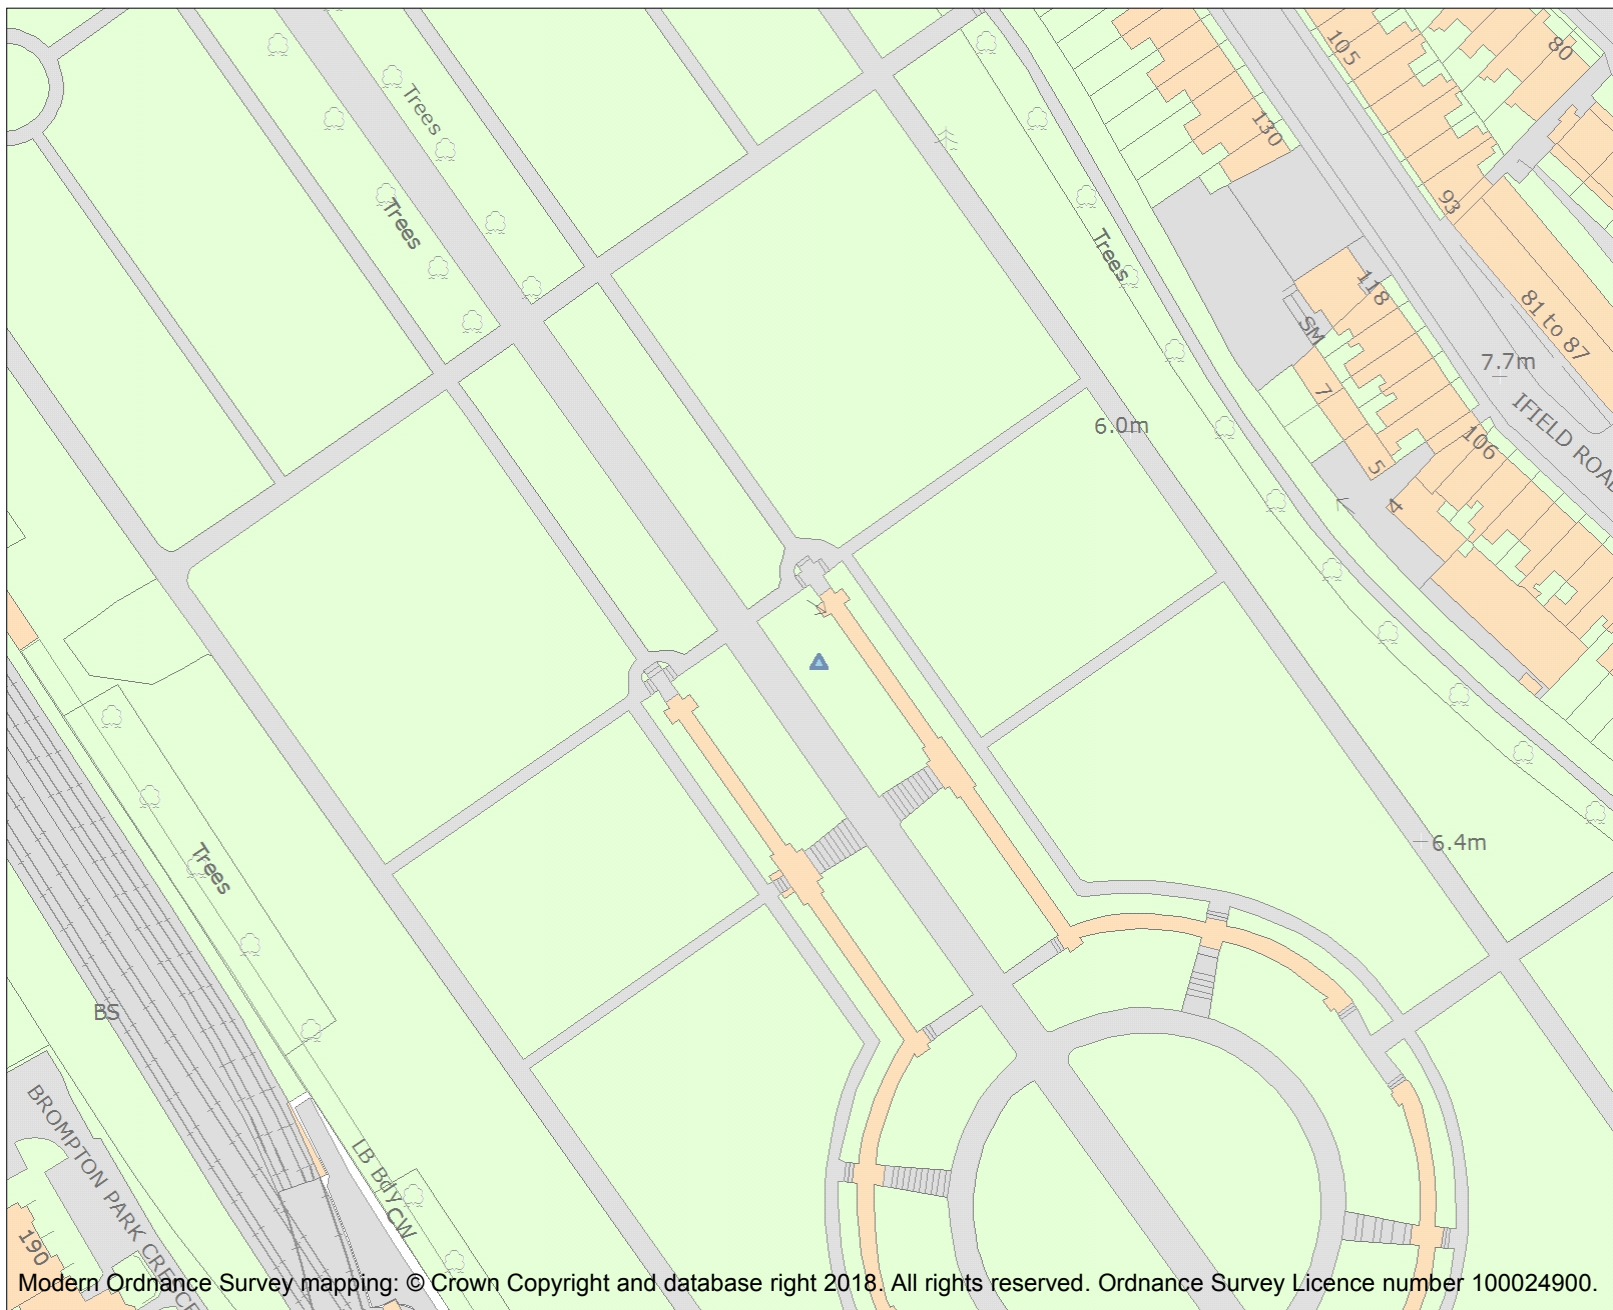 105
80
Trees
130
93
Trees
Trees
118
81 to 87
SM
7.7m
7
IFIELD ROAD
6.0m
106
5
4
6.4m
Trees
BS
BROMPTON PARK CRESCENT
LB Bdy
CW
190
Modern Ordnance Survey mapping: © Crown Copyright and database right 2018. All rights reserved. Ordnance Survey Licence number 100024900.